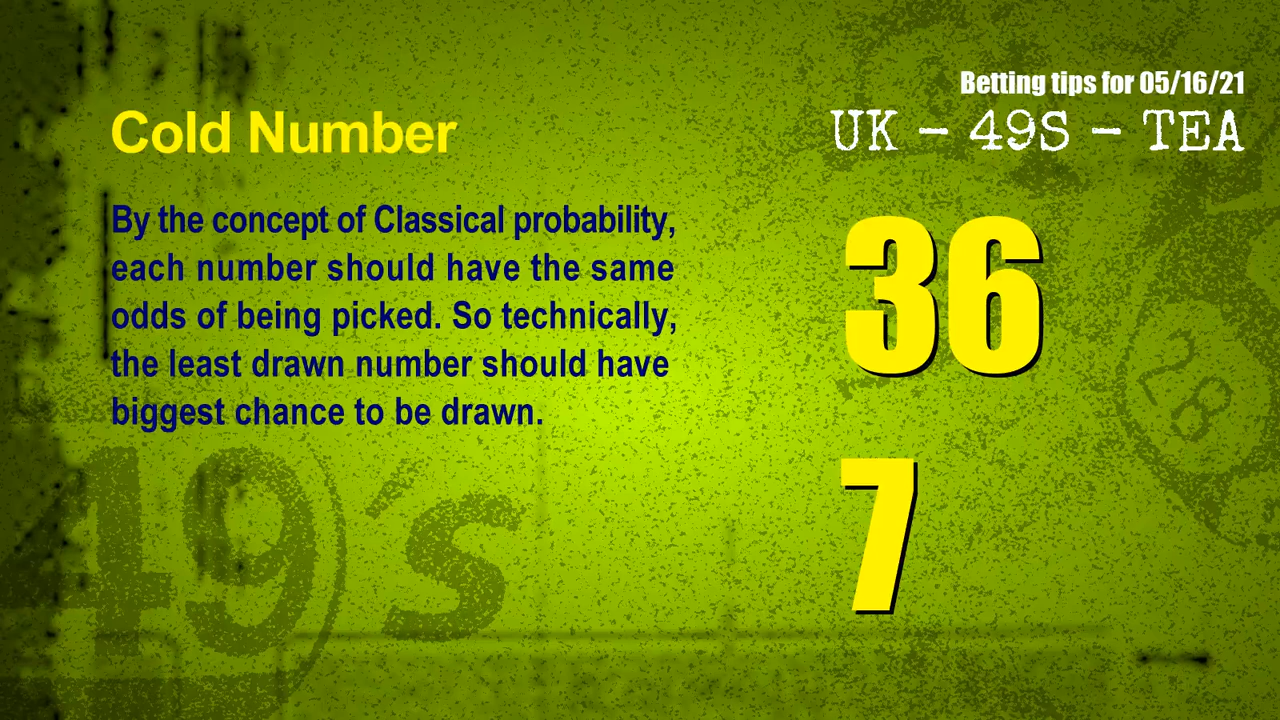 Betting tips for 05/16/21
UK - 49S - TEA
Cold Number
By the concept of Classical probability,
each number should have the same
odds of being picked. So technically,
the least drawn number should have
biggest chance to be drawn.
36
7
49's
28